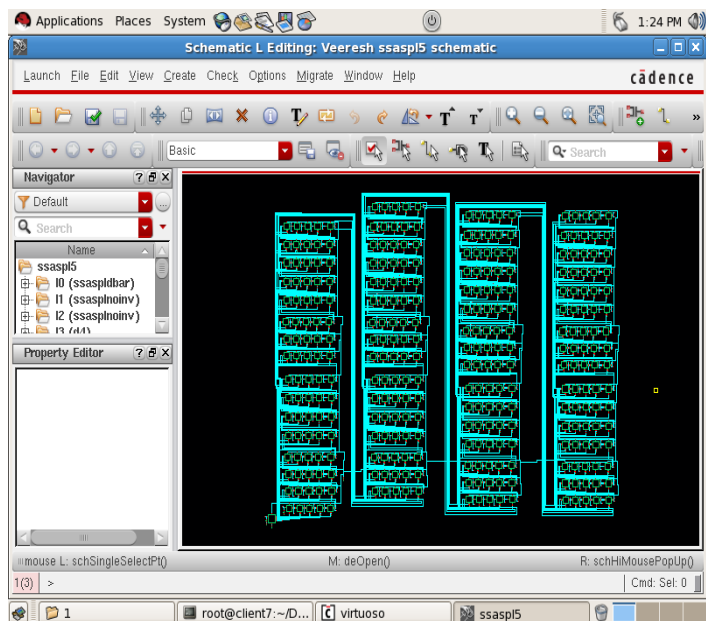 Applications Places System 1:24 PM
Schematic L Editing: Veeresh ssaspl5 schematic
Launch File Edit View Create Check Options Migrate Window Help cādence
»
Basic Search
Navigator ? X
Default ...
Search
Name
ssaspl5
I0 (ssaspldbar)
I1 (ssasplnoinv)
I2 (ssasplnoinv)
I3 (d4)
Property Editor ? X
mouse L: schSingleSelectPt() M: deOpen() R: schHiMousePopUp()
1(3) > Cmd: Sel: 0
1 root@client7:~/D... virtuoso ssaspl5